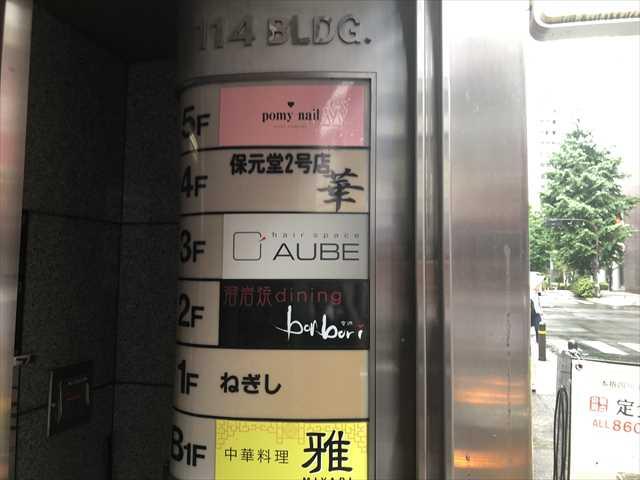 114 BLDG.
5F
pomy nail
4F
保元堂2号店
華
3F
hair space
AUBE
2F
溶岩焼dining
bonbori
1F
ねぎし
B1F
中華料理
雅
MIYABI
ALL 860